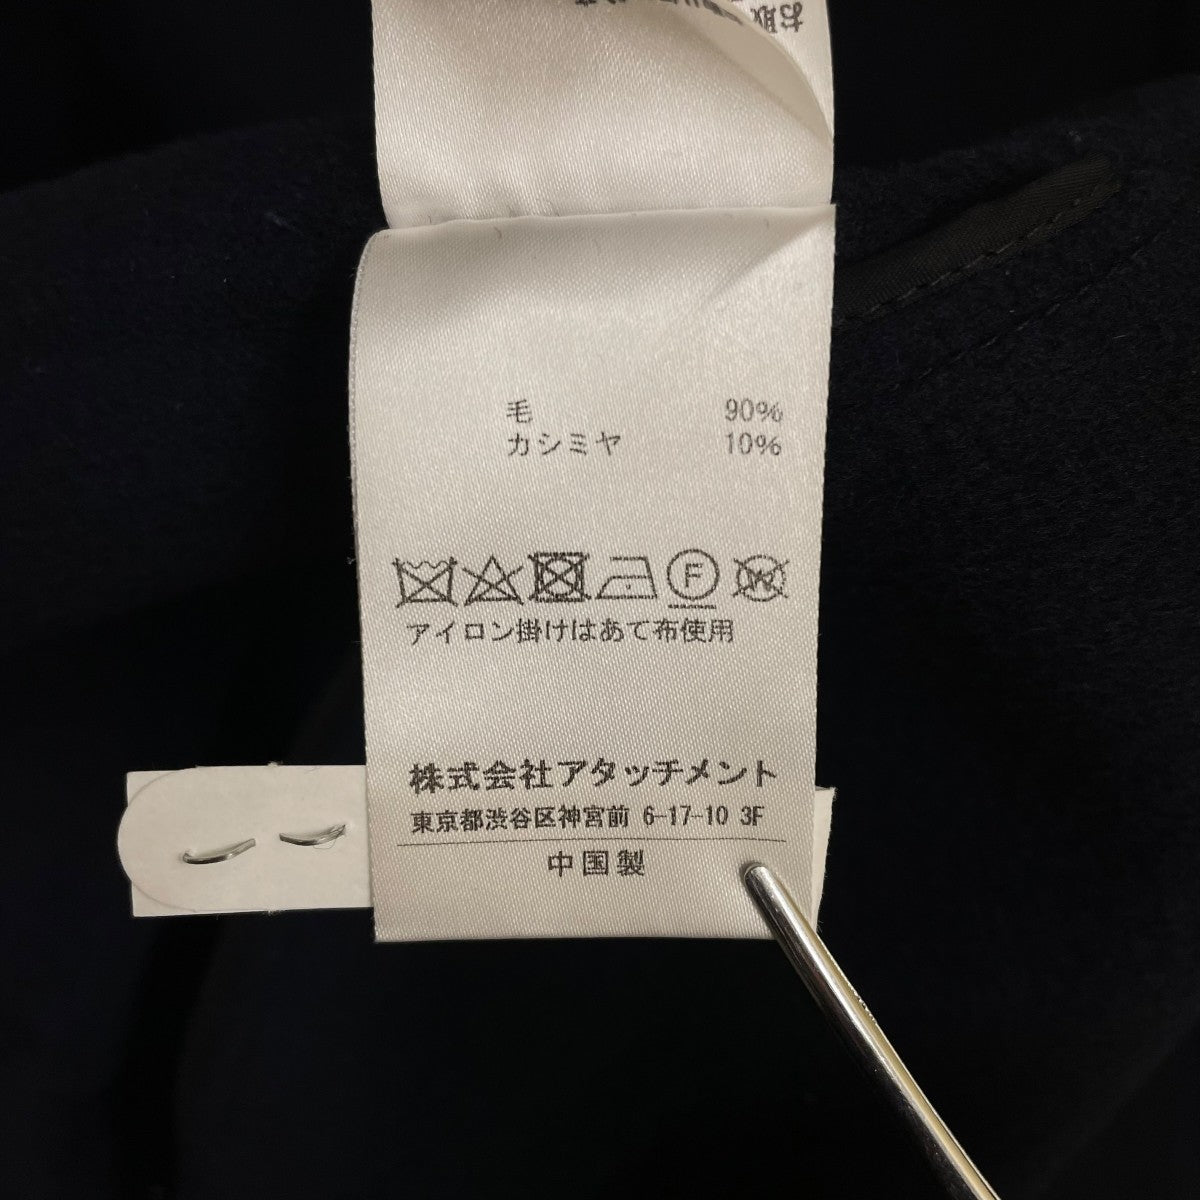 お取
毛 90%
カシミヤ 10%
F W
アイロン掛けはあて布使用
株式会社アタッチメント
東京都渋谷区神宮前 6-17-10 3F
中国製